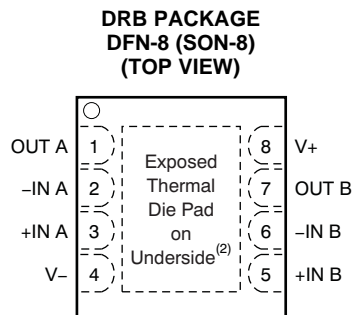 DRB PACKAGE
DFN-8 (SON-8)
(TOP VIEW)
OUT A 1 8 V+
–IN A 2 7 OUT B
+IN A 3 6 –IN B
V– 4 5 +IN B
Exposed
Thermal
Die Pad
on
Underside(2)